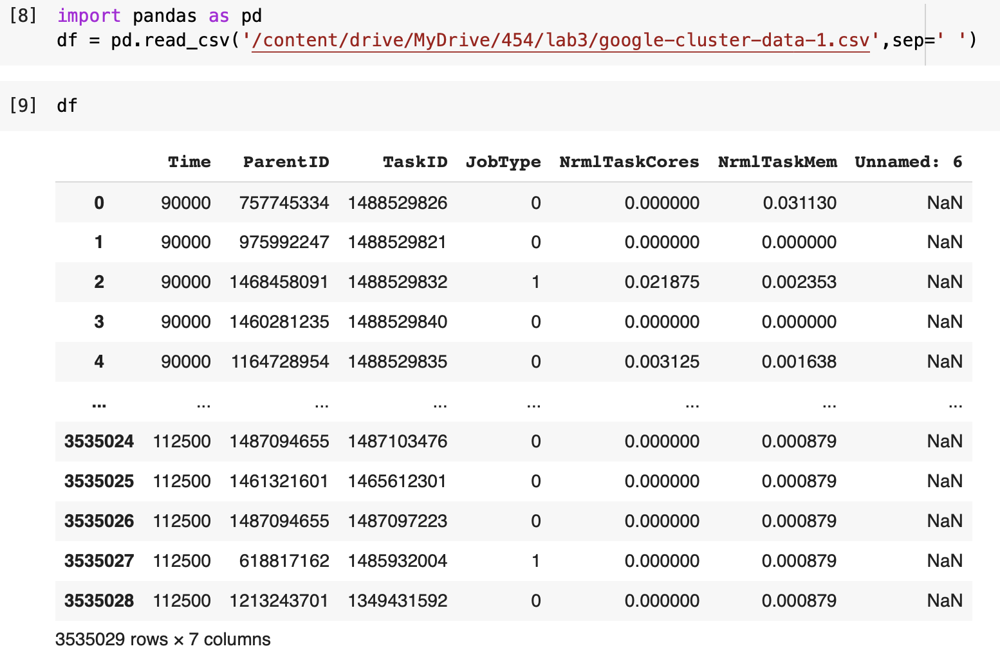 [8] import pandas as pd
df = pd.read_csv('/content/drive/MyDrive/454/lab3/google-cluster-data-1.csv',sep=' ')
[9] df
Time ParentID TaskID JobType NrmlTaskCores NrmlTaskMem Unnamed: 6
0 90000 757745334 1488529826 0 0.000000 0.031130 NaN
1 90000 975992247 1488529821 0 0.000000 0.000000 NaN
2 90000 1468458091 1488529832 1 0.021875 0.002353 NaN
3 90000 1460281235 1488529840 0 0.000000 0.000000 NaN
4 90000 1164728954 1488529835 0 0.003125 0.001638 NaN
... ... ... ... ... ... ... ...
3535024 112500 1487094655 1487103476 0 0.000000 0.000879 NaN
3535025 112500 1461321601 1465612301 0 0.000000 0.000879 NaN
3535026 112500 1487094655 1487097223 0 0.000000 0.000879 NaN
3535027 112500 618817162 1485932004 1 0.000000 0.000879 NaN
3535028 112500 1213243701 1349431592 0 0.000000 0.000879 NaN
3535029 rows × 7 columns